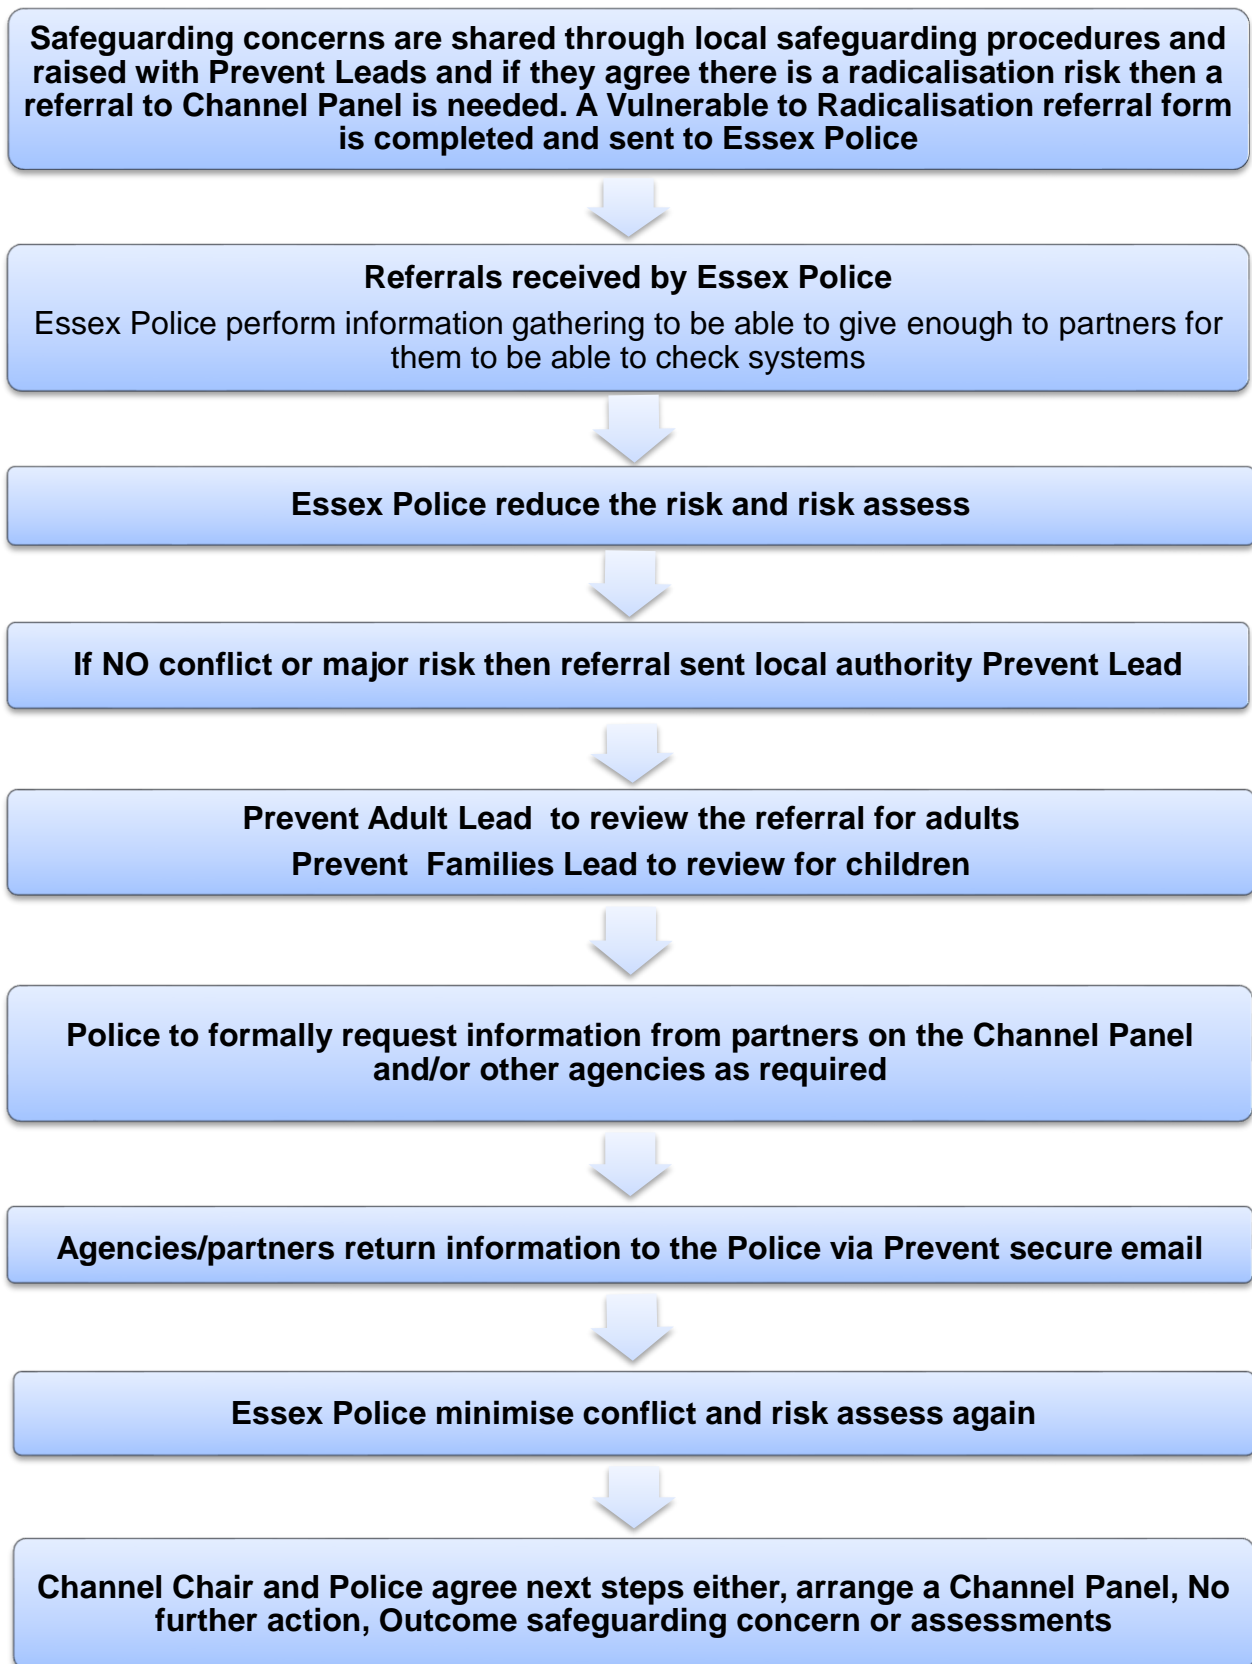 Safeguarding concerns are shared through local safeguarding procedures and
raised with Prevent Leads and if they agree there is a radicalisation risk then a
referral to Channel Panel is needed. A Vulnerable to Radicalisation referral form
is completed and sent to Essex Police
Referrals received by Essex Police
Essex Police perform information gathering to be able to give enough to partners for
them to be able to check systems
Essex Police reduce the risk and risk assess
If NO conflict or major risk then referral sent local authority Prevent Lead
Prevent Adult Lead to review the referral for adults
Prevent Families Lead to review for children
Police to formally request information from partners on the Channel Panel
and/or other agencies as required
Agencies/partners return information to the Police via Prevent secure email
Essex Police minimise conflict and risk assess again
Channel Chair and Police agree next steps either, arrange a Channel Panel, No
further action, Outcome safeguarding concern or assessments